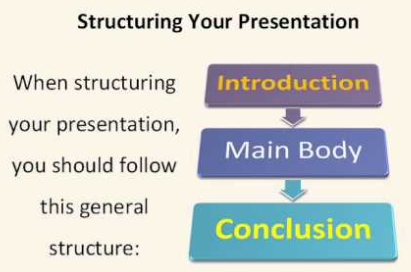 Structuring Your Presentation
When structuring
your presentation,
you should follow
this general
structure:
Introduction
Main Body
Conclusion